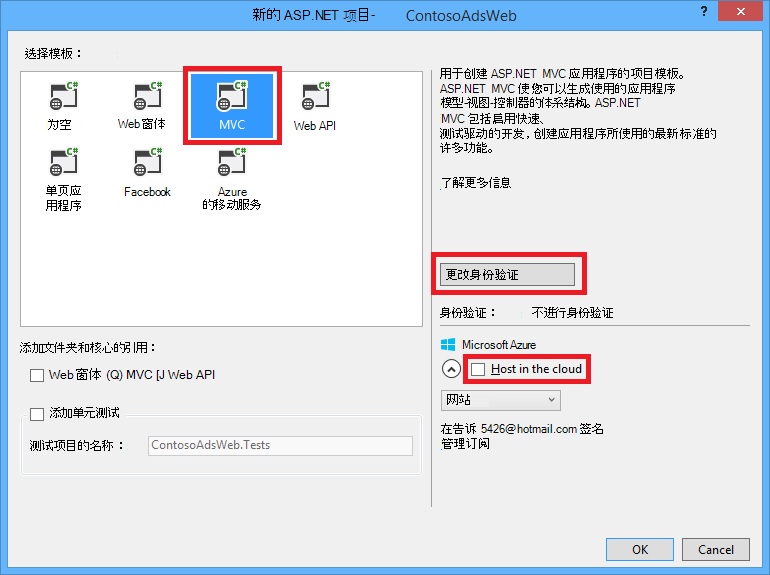 新的 ASP.NET 项目- ContosoAdsWeb
?
选择模板：
为空
Web 窗体
MVC
Web API
单页应
用程序
Facebook
Azure
的移动服务
添加文件夹和核心的引用：
Web 窗体 (Q) MVC [J Web API
添加单元测试
测试项目的名称：
ContosoAdsWeb.Tests
用于创建 ASP.NET MVC 应用程序的项目模板。
ASP.NET MVC 使您可以生成使用的应用程序
模型-视图-控制器的体系结构。ASP.NET
MVC 包括启用快速、
测试驱动的开发，创建应用程序所使用的最新标准的
许多功能。
了解更多信息
更改身份验证
身份验证： 不进行身份验证
Microsoft Azure
Host in the cloud
网站
在告诉 5426@hotmail.com 签名
管理订阅
OK
Cancel
C#
C#
C#
C#
C#
C#
C#